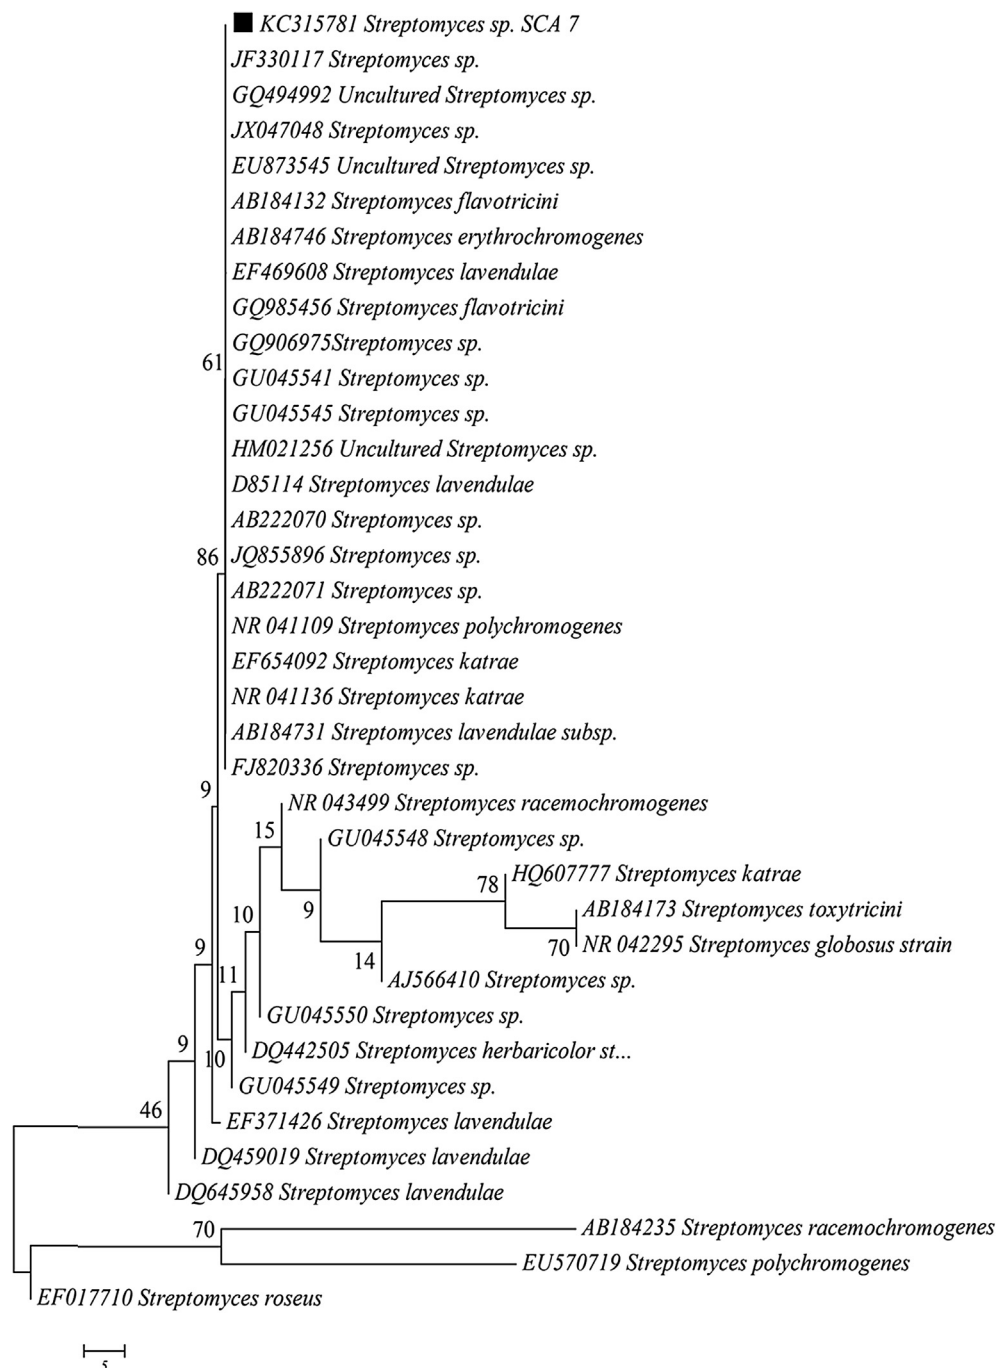 KC315781 Streptomyces sp. SCA 7
JF330117 Streptomyces sp.
GQ494992 Uncultured Streptomyces sp.
JX047048 Streptomyces sp.
EU873545 Uncultured Streptomyces sp.
AB184132 Streptomyces flavotricini
AB184746 Streptomyces erythrochromogenes
EF469608 Streptomyces lavendulae
GQ985456 Streptomyces flavotricini
GQ906975Streptomyces sp.
61
GU045541 Streptomyces sp.
GU045545 Streptomyces sp.
HM021256 Uncultured Streptomyces sp.
D85114 Streptomyces lavendulae
AB222070 Streptomyces sp.
86 JQ855896 Streptomyces sp.
AB222071 Streptomyces sp.
NR 041109 Streptomyces polychromogenes
EF654092 Streptomyces katrae
NR 041136 Streptomyces katrae
AB184731 Streptomyces lavendulae subsp.
FJ820336 Streptomyces sp.
9
NR 043499 Streptomyces racemochromogenes
15
GU045548 Streptomyces sp.
HQ607777 Streptomyces katrae
78
AB184173 Streptomyces toxytricini
9
10
70 NR 042295 Streptomyces globosus strain
9
14
11
AJ566410 Streptomyces sp.
GU045550 Streptomyces sp.
9
10
DQ442505 Streptomyces herbaricolor st...
GU045549 Streptomyces sp.
46
EF371426 Streptomyces lavendulae
DQ459019 Streptomyces lavendulae
DQ645958 Streptomyces lavendulae
70
AB184235 Streptomyces racemochromogenes
EU570719 Streptomyces polychromogenes
EF017710 Streptomyces roseus
5